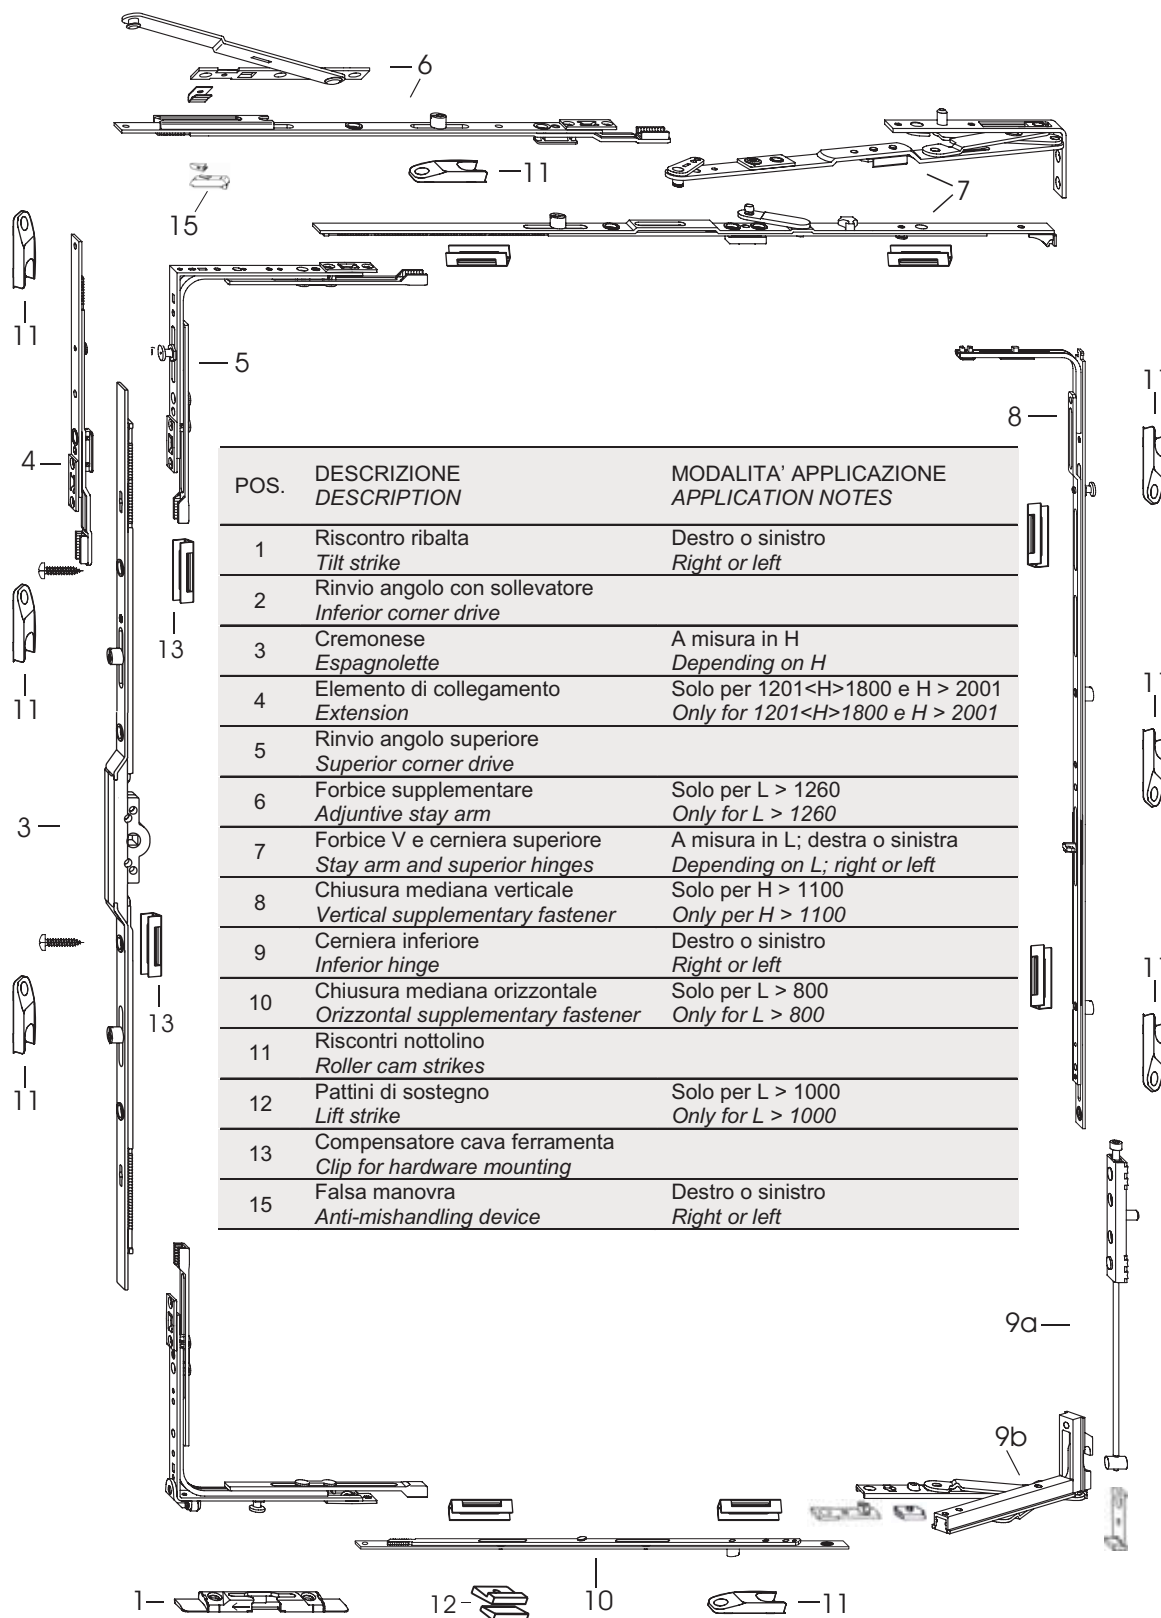 6
11
15
7
11
5
8
11
4
POS.
DESCRIZIONE
DESCRIPTION
MODALITA' APPLICAZIONE
APPLICATION NOTES
1
Riscontro ribalta
Tilt strike
Destro o sinistro
Right or left
2
Rinvio angolo con sollevatore
Inferior corner drive
3
Cremonese
Espagnolette
A misura in H
Depending on H
4
Elemento di collegamento
Extension
Solo per 1201<H>1800 e H > 2001
Only for 1201<H>1800 e H > 2001
5
Rinvio angolo superiore
Superior corner drive
6
Forbice supplementare
Adjuntive stay arm
Solo per L > 1260
Only for L > 1260
7
Forbice V e cerniera superiore
Stay arm and superior hinges
A misura in L; destra o sinistra
Depending on L; right or left
8
Chiusura mediana verticale
Vertical supplementary fastener
Solo per H > 1100
Only per H > 1100
9
Cerniera inferiore
Inferior hinge
Destro o sinistro
Right or left
10
Chiusura mediana orizzontale
Orizzontal supplementary fastener
Solo per L > 800
Only for L > 800
11
Riscontri nottolino
Roller cam strikes
12
Pattini di sostegno
Lift strike
Solo per L > 1000
Only for L > 1000
13
Compensatore cava ferramenta
Clip for hardware mounting
15
Falsa manovra
Anti-mishandling device
Destro o sinistro
Right or left
13
11
11
3
11
13
11
9a
9b
1
12
10
11